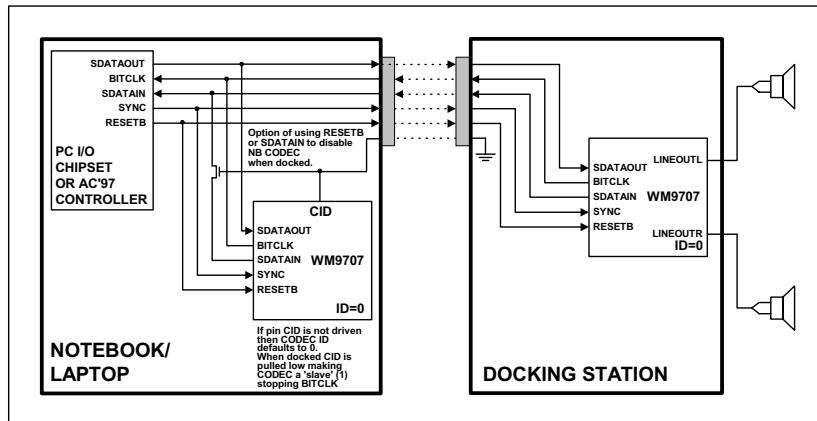 SDATAOUT
BITCLK
SDATAIN
SYNC
RESETB
PC I/O
CHIPSET
OR AC'97
CONTROLLER
Option of using RESETB
or SDATAIN to disable
NB CODEC
when docked.
CID
SDATAOUT
BITCLK
SDATAIN WM9707
SYNC
RESETB
ID=0
If pin CID is not driven
then CODEC ID
defaults to 0.
When docked CID is
pulled low making
CODEC a 'slave' (1)
stopping BITCLK
NOTEBOOK/
LAPTOP
SDATAOUT LINEOUTL
BITCLK
SDATAIN WM9707
SYNC
RESETB LINEOUTR
ID=0
DOCKING STATION